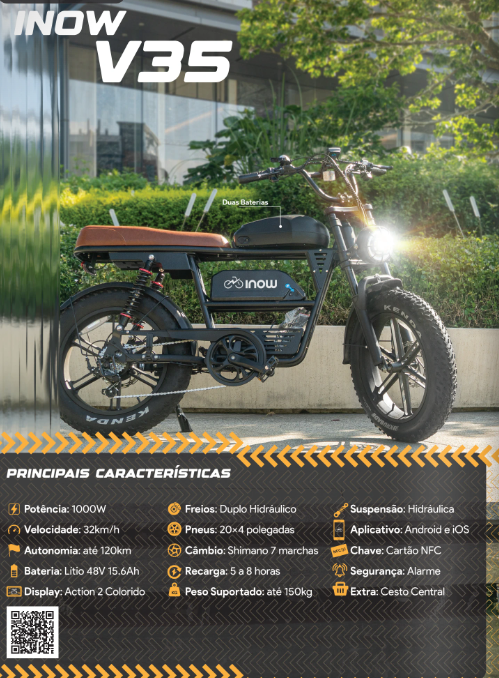 INOW
V35
Duas Baterias
INOW
KENDA
KENDA
PRINCIPAIS CARACTERÍSTICAS
Potência: 1000W
Velocidade: 32km/h
Autonomia: até 120km
Bateria: Lítio 48V 15.6Ah
Display: Action 2 Colorido
Freios: Duplo Hidráulico
Pneus: 20×4 polegadas
Câmbio: Shimano 7 marchas
Recarga: 5 a 8 horas
Peso Suportado: até 150kg
Suspensão: Hidráulica
Aplicativo: Android e iOS
Chave: Cartão NFC
Segurança: Alarme
Extra: Cesto Central